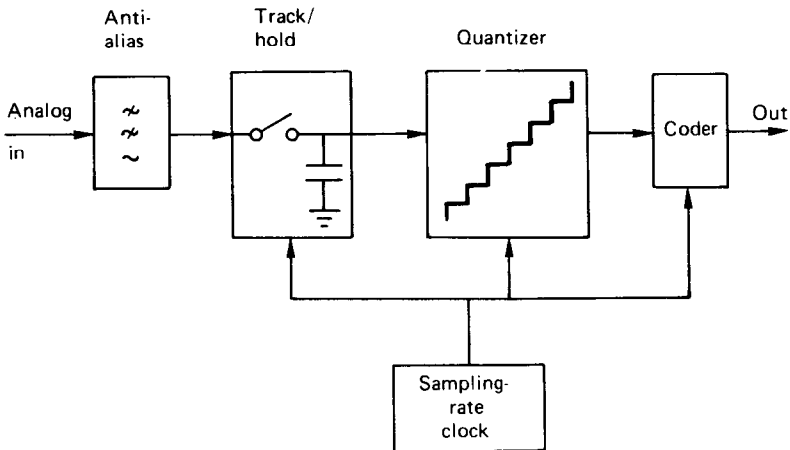 Anti-
alias
Track/
hold
Quantizer
Analog
in
Coder
Out
Sampling-
rate
clock